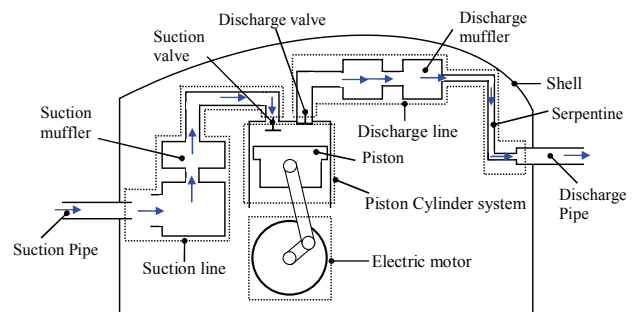 Discharge valve
Suction
valve
Discharge
muffler
Shell
Suction
muffler
Discharge line
Serpentine
Piston
Piston Cylinder system
Discharge
Pipe
Suction Pipe
Suction line
Electric motor